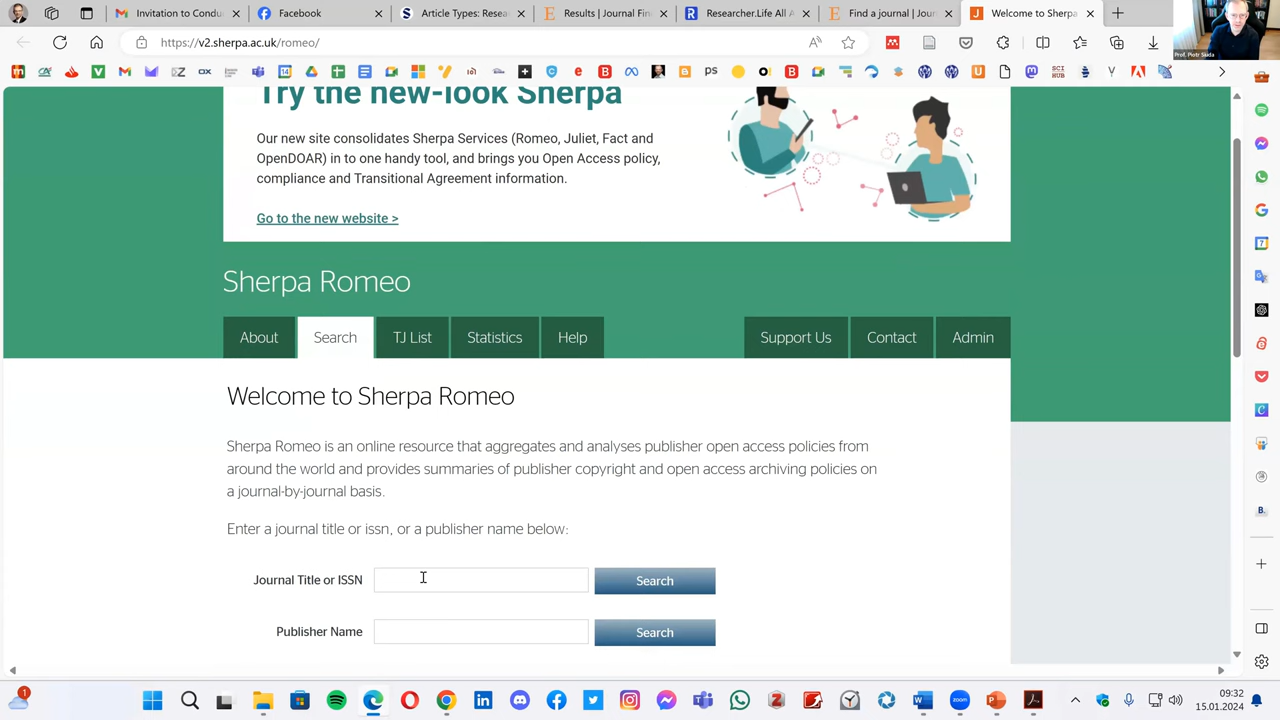 Invitation to Condu
Facebook
Article Types: Resea
Results | Journal Fin
Researcher.Life All A
Find a journal | Journ
Welcome to Sherpa
https://v2.sherpa.ac.uk/romeo/
Prof. Piotr Siuda
Try the new-look Sherpa
Our new site consolidates Sherpa Services (Romeo, Juliet, Fact and
OpenDOAR) in to one handy tool, and brings you Open Access policy,
compliance and Transitional Agreement information.
Go to the new website >
Sherpa Romeo
About
Search
TJ List
Statistics
Help
Support Us
Contact
Admin
Welcome to Sherpa Romeo
Sherpa Romeo is an online resource that aggregates and analyses publisher open access policies from
around the world and provides summaries of publisher copyright and open access archiving policies on
a journal-by-journal basis.
Enter a journal title or issn, or a publisher name below:
Journal Title or ISSN
Search
Publisher Name
Search
09:32
15.01.2024